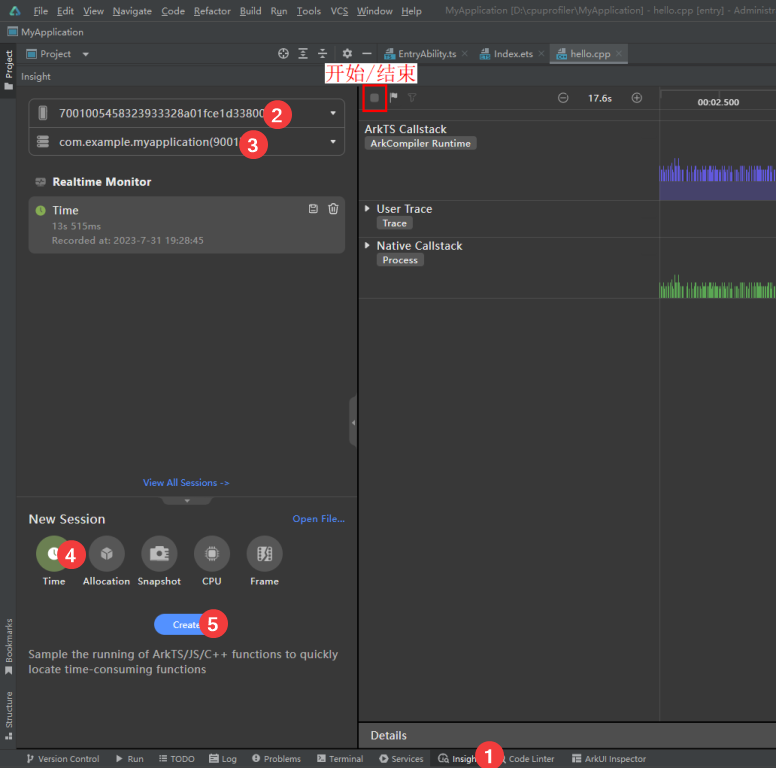 File Edit View Navigate Code Refactor Build Run Tools VCS Window Help MyApplication [D:\cpuprofiler\MyApplication] - hello.cpp [entry] - Administ
MyApplication
Project
Project
EntryAbility.ts
Index.ets
hello.cpp
开始/结束
Insight
7001005458323933328a01fce1d33800
2
com.example.myapplication(9001
3
Realtime Monitor
Time
13s 515ms
Recorded at: 2023-7-31 19:28:45
View All Sessions ->
New Session
Open File...
4
Time
Allocation
Snapshot
CPU
Frame
Create
5
Sample the running of ArkTS/JS/C++ functions to quickly
locate time-consuming functions
17.6s
00:02.500
ArkTS Callstack
ArkCompiler Runtime
User Trace
Trace
Native Callstack
Process
Details
Bookmarks
Structure
Version Control
Run
TODO
Log
Problems
Terminal
Services
Insigh
1
Code Linter
ArkUI Inspector